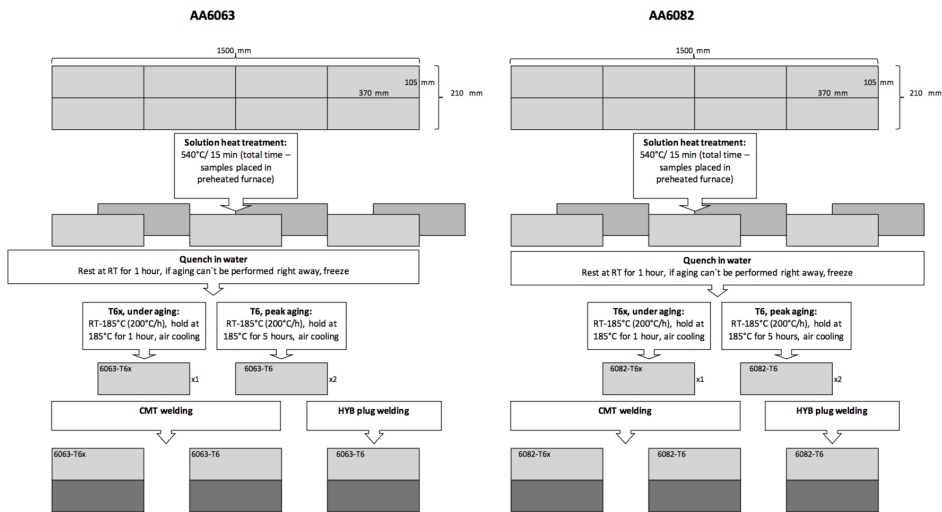 AA6063
1500 mm
105 mm
370 mm
210 mm
Solution heat treatment:
540°C/ 15 min (total time –
samples placed in
preheated furnace)
Quench in water
Rest at RT for 1 hour, if aging can´t be performed right away, freeze
T6x, under aging:
RT-185°C (200°C/h), hold at
185°C for 1 hour, air cooling
T6, peak aging:
RT-185°C (200°C/h), hold at
185°C for 5 hours, air cooling
6063-T6x
x1
6063-T6
x2
CMT welding
HYB plug welding
6063-T6x
6063-T6
6063-T6
AA6082
1500 mm
105 mm
370 mm
210 mm
Solution heat treatment:
540°C/ 15 min (total time –
samples placed in
preheated furnace)
Quench in water
Rest at RT for 1 hour, if aging can´t be performed right away, freeze
T6x, under aging:
RT-185°C (200°C/h), hold at
185°C for 1 hour, air cooling
T6, peak aging:
RT-185°C (200°C/h), hold at
185°C for 5 hours, air cooling
6082-T6x
x1
6082-T6
x2
CMT welding
HYB plug welding
6082-T6x
6082-T6
6082-T6